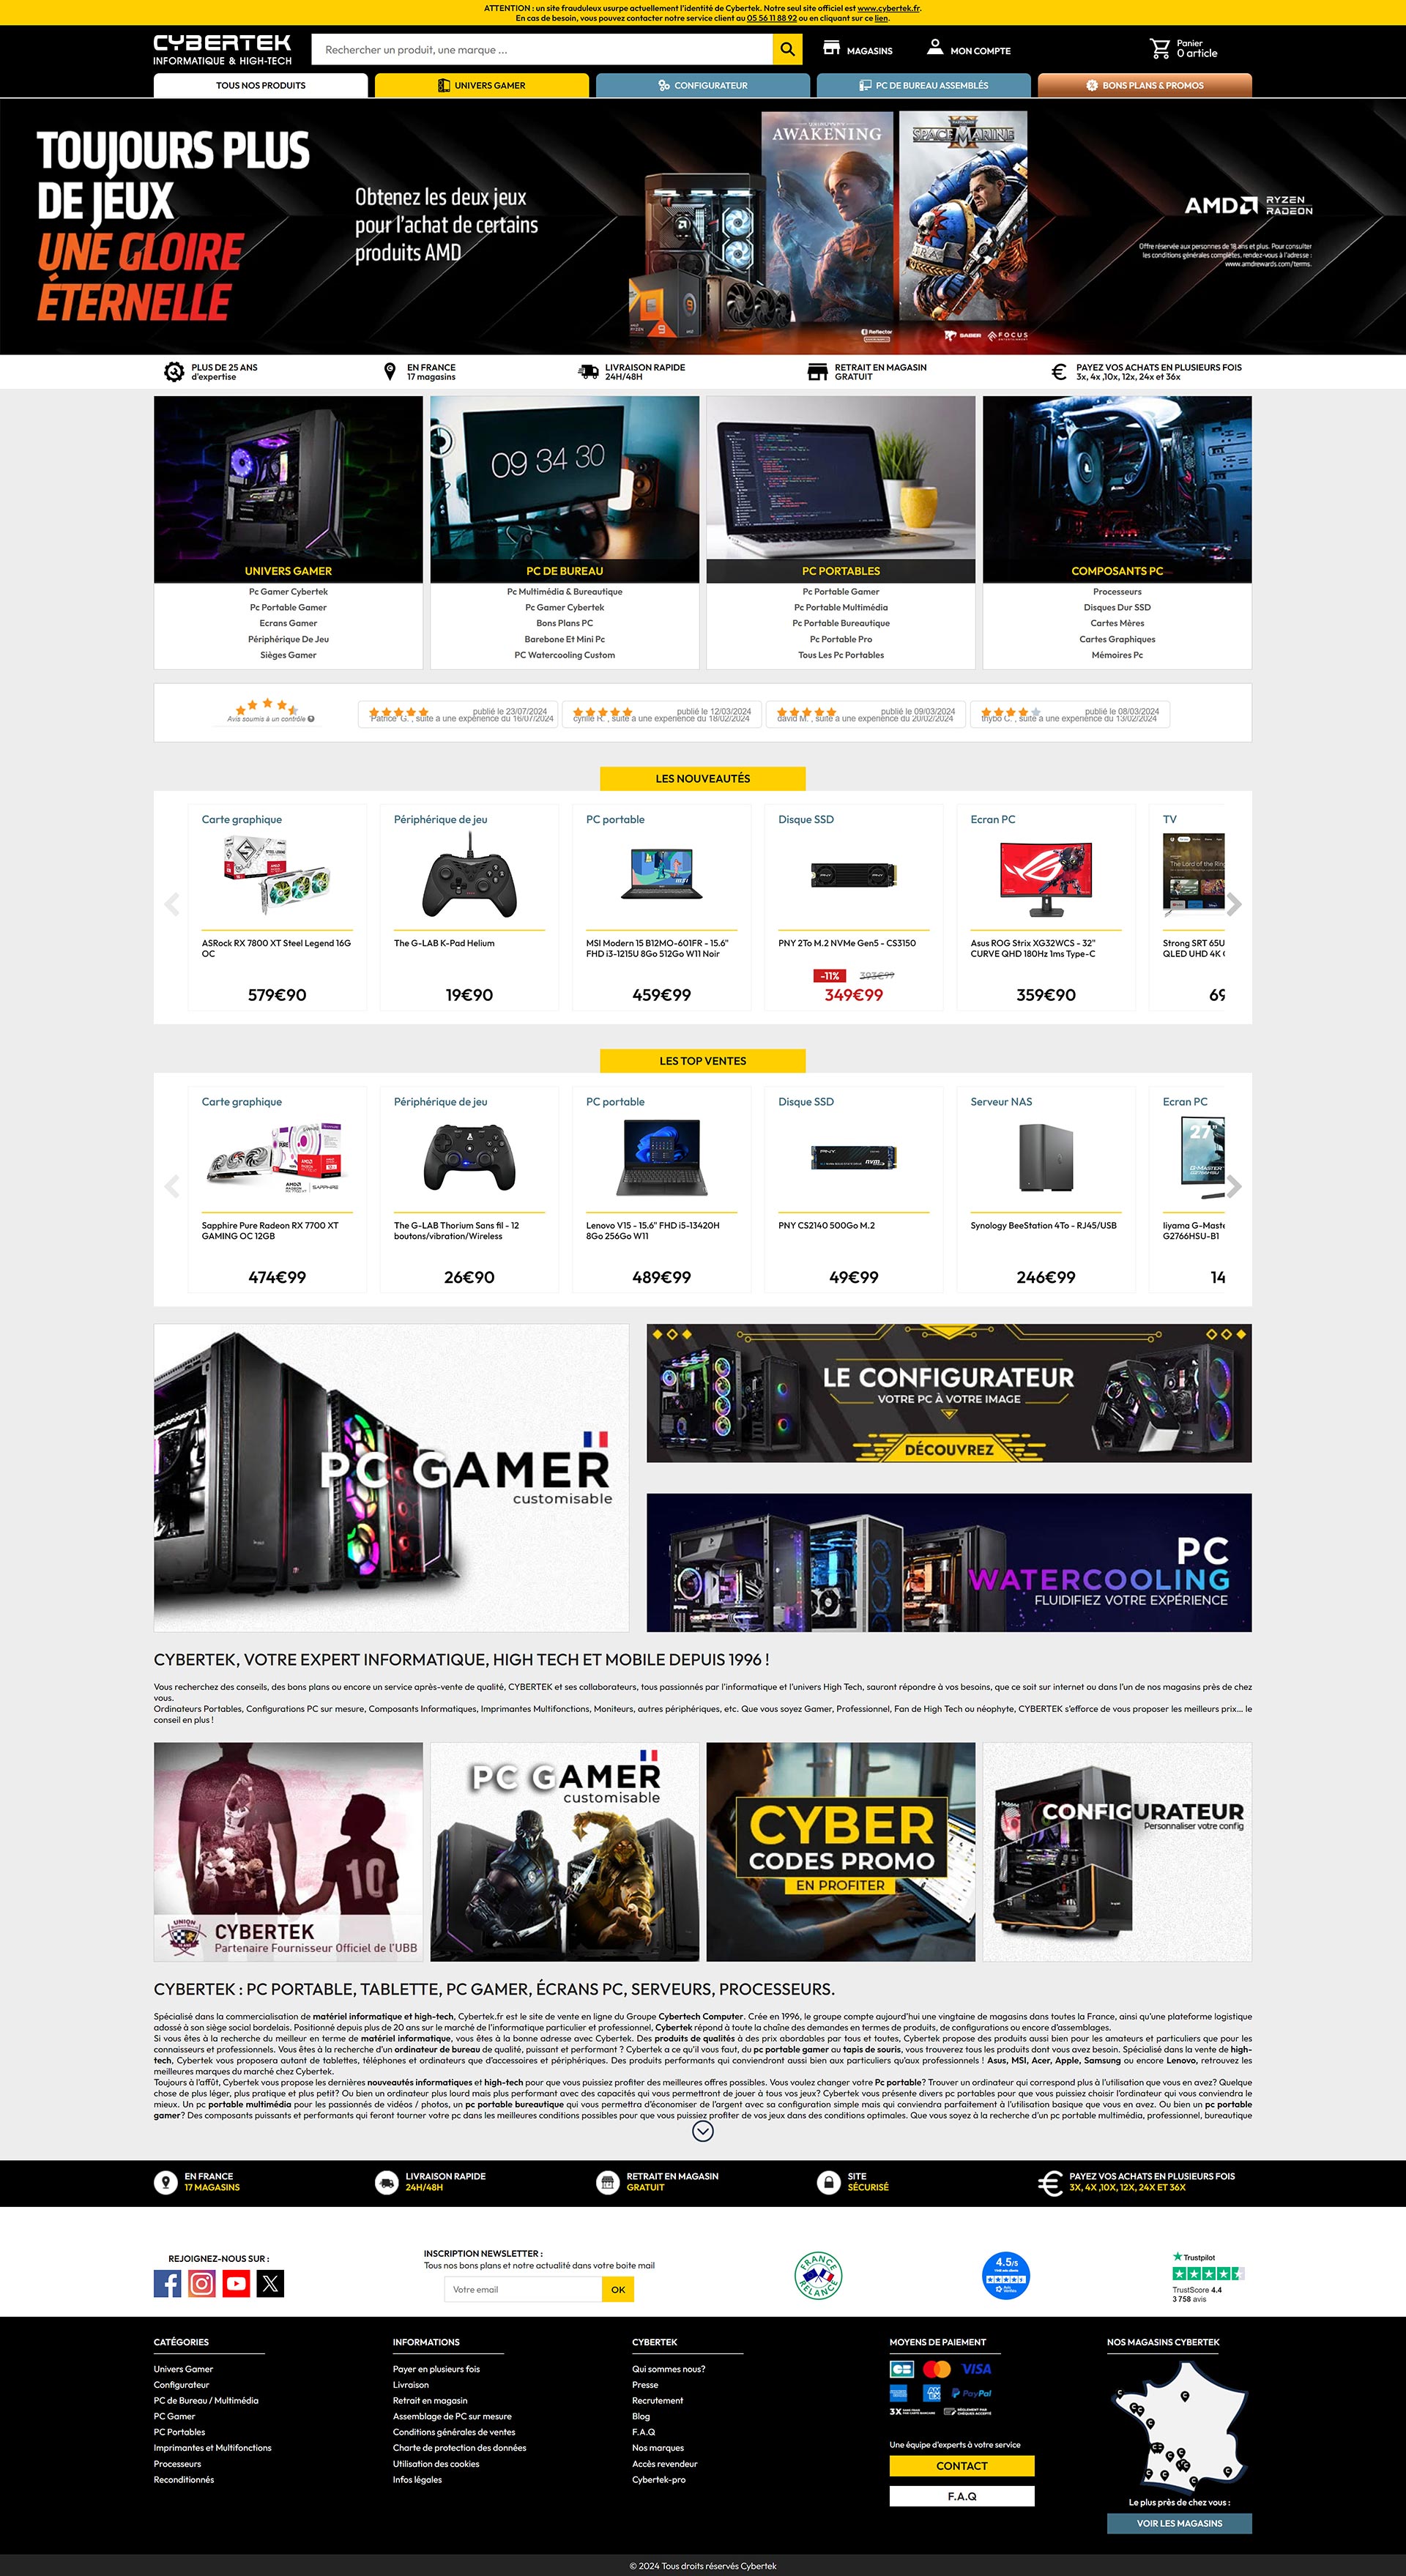 ATTENTION : un site frauduleux usurpe actuellement l'identité de Cybertek. Notre seul site officiel est www.cybertek.fr.
En cas de besoin, vous pouvez contacter notre service client au 05 56 11 88 92 ou en cliquant sur ce lien.
CYBERTEK
INFORMATIQUE & HIGH-TECH
Rechercher un produit, une marque ...
MAGASINS
MON COMPTE
Panier
0 article
TOUS NOS PRODUITS
UNIVERS GAMER
CONFIGURATEUR
PC DE BUREAU ASSEMBLÉS
BONS PLANS & PROMOS
TOUJOURS PLUS
DE JEUX
UNE GLOIRE
ÉTERNELLE
Obtenez les deux jeux
pour l'achat de certains
produits AMD
AWAKENING
SPACE MARINE
AMD RYZEN
RADEON
Offre réservée aux personnes de 18 ans et plus. Pour consulter
les conditions générales complètes, rendez-vous à l'adresse :
www.amdrewards.com/terms.
Reflector
SABER
FOCUS
PLUS DE 25 ANS
d'expertise
EN FRANCE
17 magasins
LIVRAISON RAPIDE
24H/48H
RETRAIT EN MAGASIN
GRATUIT
PAYEZ VOS ACHATS EN PLUSIEURS FOIS
3x, 4x ,10x, 12x, 24x et 36x
09 34 30
UNIVERS GAMER
Pc Gamer Cybertek
Pc Portable Gamer
Ecrans Gamer
Périphérique De Jeu
Sièges Gamer
PC DE BUREAU
Pc Multimédia & Bureautique
Pc Gamer Cybertek
Bons Plans PC
Barebone Et Mini Pc
PC Watercooling Custom
PC PORTABLES
Pc Portable Gamer
Pc Portable Multimédia
Pc Portable Bureautique
Pc Portable Pro
Tous Les Pc Portables
COMPOSANTS PC
Processeurs
Disques Dur SSD
Cartes Mères
Cartes Graphiques
Mémoires Pc
Avis soumis à un contrôle
publié le 23/07/2024
Patrice G. , suite à une expérience du 16/07/2024
publié le 12/03/2024
cyrille R. , suite à une expérience du 18/02/2024
publié le 09/03/2024
david M. , suite à une expérience du 20/02/2024
publié le 08/03/2024
thybo C. , suite à une expérience du 13/02/2024
LES NOUVEAUTÉS
Carte graphique
ASRock RX 7800 XT Steel Legend 16G
OC
579€90
Périphérique de jeu
The G-LAB K-Pad Helium
19€90
PC portable
MSI Modern 15 B12MO-601FR - 15.6"
FHD i3-1215U 8Go 512Go W11 Noir
459€99
Disque SSD
PNY 2To M.2 NVMe Gen5 - CS3150
-11% 393€99
349€99
Ecran PC
Asus ROG Strix XG32WCS - 32"
CURVE QHD 180Hz 1ms Type-C
359€90
TV
The Lord of the Rin
Strong SRT 65U
QLED UHD 4K
69
LES TOP VENTES
Carte graphique
Sapphire Pure Radeon RX 7700 XT
GAMING OC 12GB
474€99
Périphérique de jeu
The G-LAB Thorium Sans fil - 12
boutons/vibration/Wireless
26€90
PC portable
Lenovo V15 - 15.6" FHD i5-13420H
8Go 256Go W11
489€99
Disque SSD
PNY CS2140 500Go M.2
49€99
Serveur NAS
Synology BeeStation 4To - RJ45/USB
246€99
Ecran PC
27"
Iiyama G-Maste
G2766HSU-B1
14
PC GAMER
customisable
LE CONFIGURATEUR
VOTRE PC À VOTRE IMAGE
DÉCOUVREZ
PC
WATERCOOLING
FLUIDIFIEZ VOTRE EXPÉRIENCE
CYBERTEK, VOTRE EXPERT INFORMATIQUE, HIGH TECH ET MOBILE DEPUIS 1996 !
Vous recherchez des conseils, des bons plans ou encore un service après-vente de qualité, CYBERTEK et ses collaborateurs, tous passionnés par l'informatique et l'univers High Tech, sauront répondre à vos besoins, que ce soit sur internet ou dans l'un de nos magasins près de chez
vous.
Ordinateurs Portables, Configurations PC sur mesure, Composants Informatiques, Imprimantes Multifonctions, Moniteurs, autres périphériques, etc. Que vous soyez Gamer, Professionnel, Fan de High Tech ou néophyte, CYBERTEK s'efforce de vous proposer les meilleurs prix... le
conseil en plus !
10
UNION
CYBERTEK
Partenaire Fournisseur Officiel de l'UBB
PC GAMER
customisable
CYBER
CODES PROMO
EN PROFITER
CONFIGURATEUR
Personnaliser votre config
CYBERTEK : PC PORTABLE, TABLETTE, PC GAMER, ÉCRANS PC, SERVEURS, PROCESSEURS.
Spécialisé dans la commercialisation de matériel informatique et high-tech, Cybertek.fr est le site de vente en ligne du Groupe Cybertech Computer. Crée en 1996, le groupe compte aujourd'hui une vingtaine de magasins dans toutes la France, ainsi qu'une plateforme logistique
adossé à son siège social bordelais. Positionné depuis plus de 20 ans sur le marché de l'informatique particulier et professionnel, Cybertek répond à toute la chaîne des demandes en termes de produits, de configurations ou encore d'assemblages.
Si vous êtes à la recherche du meilleur en terme de matériel informatique, vous êtes à la bonne adresse avec Cybertek. Des produits de qualités à des prix abordables par tous et toutes, Cybertek propose des produits aussi bien pour les amateurs et particuliers que pour les
connaisseurs et professionnels. Vous êtes à la recherche d'un ordinateur de bureau de qualité, puissant et performant ? Cybertek a ce qu'il vous faut, du pc portable gamer au tapis de souris, vous trouverez tous les produits dont vous avez besoin. Spécialisé dans la vente de high-
tech, Cybertek vous proposera autant de tablettes, téléphones et ordinateurs que d'accessoires et périphériques. Des produits performants qui conviendront aussi bien aux particuliers qu'aux professionnels ! Asus, MSI, Acer, Apple, Samsung ou encore Lenovo, retrouvez les
meilleures marques du marché chez Cybertek.
Toujours à l'affût, Cybertek vous propose les dernières nouveautés informatiques et high-tech pour que vous puissiez profiter des meilleures offres possibles. Vous voulez changer votre Pc portable? Trouver un ordinateur qui correspond plus à l'utilisation que vous en avez? Quelque
chose de plus léger, plus pratique et plus petit? Ou bien un ordinateur plus lourd mais plus performant avec des capacités qui vous permettront de jouer à tous vos jeux? Cybertek vous présente divers pc portables pour que vous puissiez choisir l'ordinateur qui vous conviendra le
mieux. Un pc portable multimédia pour les passionnés de vidéos / photos, un pc portable bureautique qui vous permettra d'économiser de l'argent avec sa configuration simple mais qui conviendra parfaitement à l'utilisation basique que vous en avez. Ou bien un pc portable
gamer? Des composants puissants et performants qui feront tourner votre pc dans les meilleures conditions possibles pour que vous puissiez profiter de vos jeux dans des conditions optimales. Que vous soyez à la recherche d'un pc portable multimédia, professionnel, bureautique
EN FRANCE
17 MAGASINS
LIVRAISON RAPIDE
24H/48H
RETRAIT EN MAGASIN
GRATUIT
SITE
SÉCURISÉ
PAYEZ VOS ACHATS EN PLUSIEURS FOIS
3X, 4X ,10X, 12X, 24X ET 36X
REJOIGNEZ-NOUS SUR :
INSCRIPTION NEWSLETTER :
Tous nos bons plans et notre actualité dans votre boite mail
Votre email
OK
FRANCE
RELANCE
4.5/5
Trustpilot
TrustScore 4.4
3 758 avis
CATÉGORIES
Univers Gamer
Configurateur
PC de Bureau / Multimédia
PC Gamer
PC Portables
Imprimantes et Multifonctions
Processeurs
Reconditionnés
INFORMATIONS
Payer en plusieurs fois
Livraison
Retrait en magasin
Assemblage de PC sur mesure
Conditions générales de ventes
Charte de protection des données
Utilisation des cookies
Infos légales
CYBERTEK
Qui sommes nous?
Presse
Recrutement
Blog
F.A.Q
Nos marques
Accès revendeur
Cybertek-pro
MOYENS DE PAIEMENT
CB
VISA
PayPal
3X
Une équipe d'experts à votre service
CONTACT
F.A.Q
NOS MAGASINS CYBERTEK
Le plus près de chez vous :
VOIR LES MAGASINS
© 2024 Tous droits réservés Cybertek